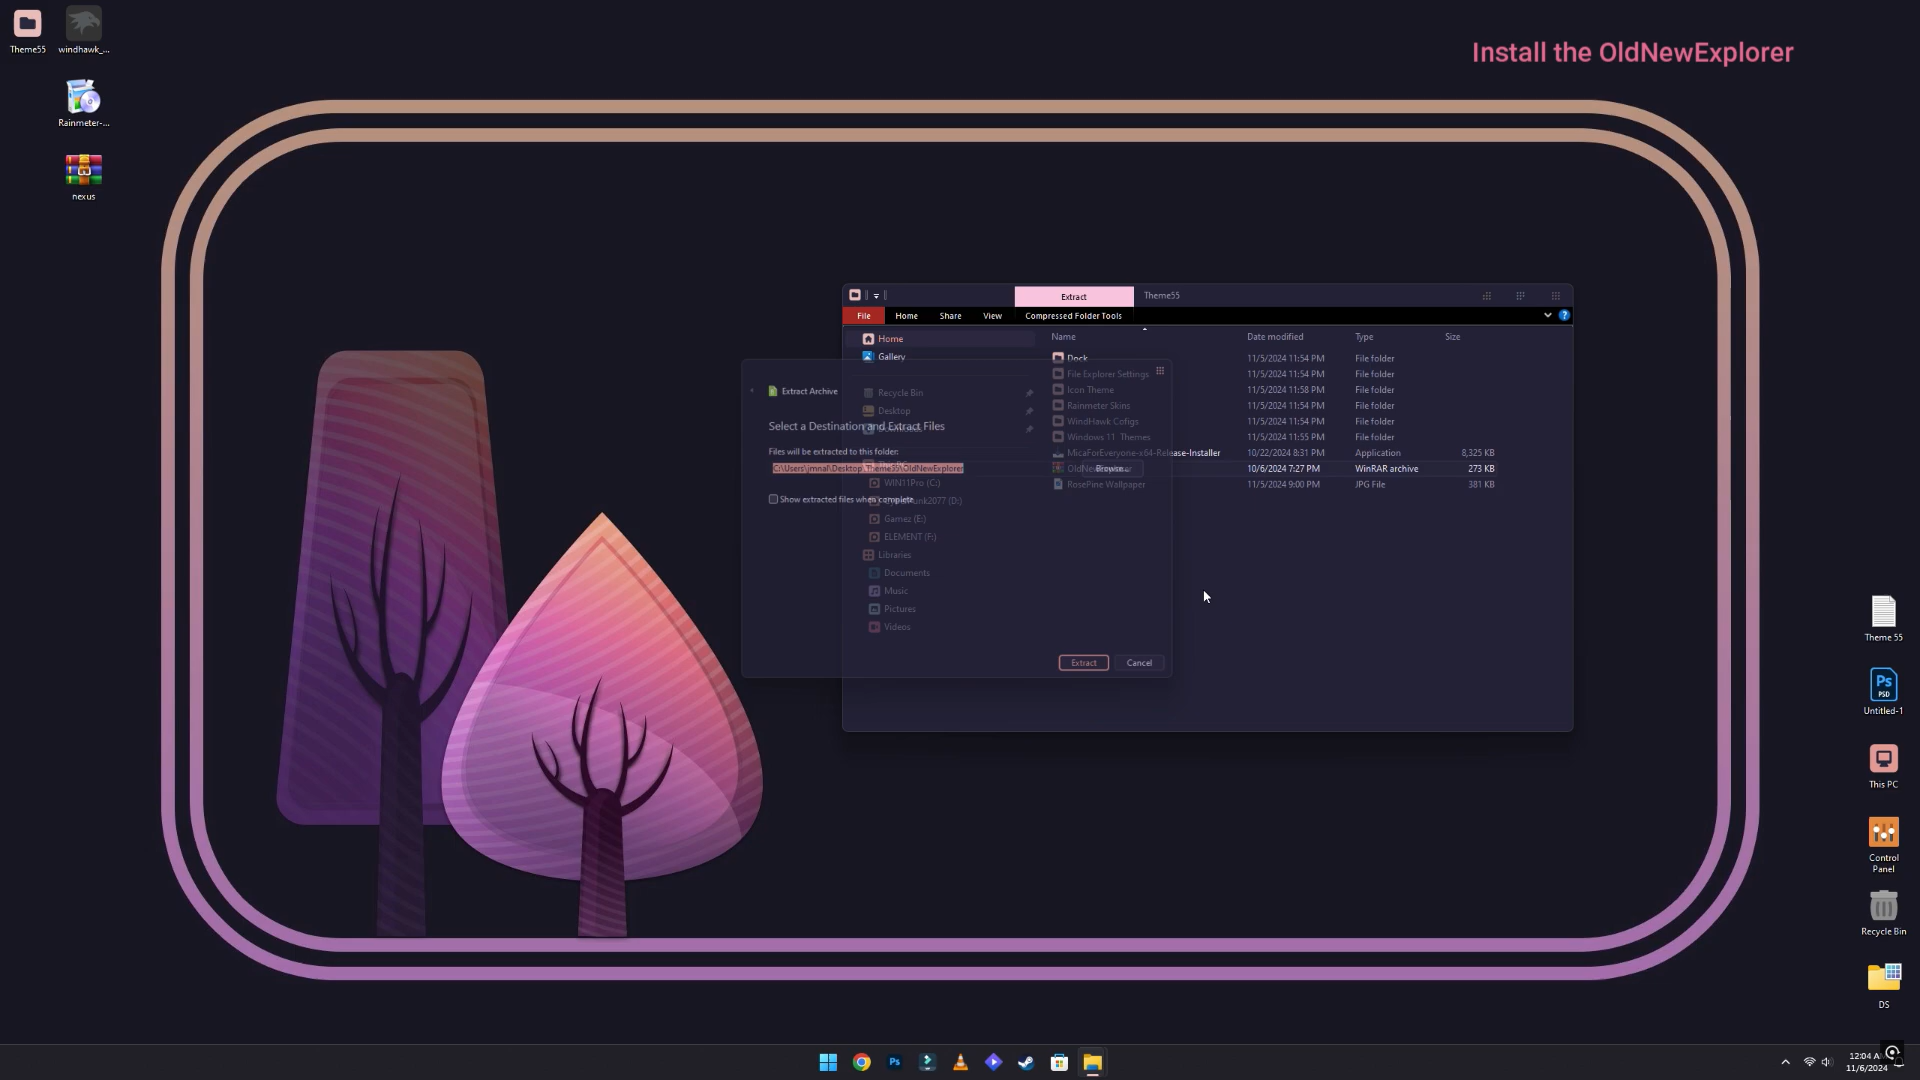 Theme55
windhawk_...
Install the OldNewExplorer
Rainmeter-...
nexus
Extract
Theme55
File
Home
Share
View
Compressed Folder Tools
Home
Gallery
Name
Date modified
Type
Size
Dock
11/5/2024 11:54 PM
File folder
File Explorer Settings
11/5/2024 11:54 PM
File folder
Icon Theme
11/5/2024 11:58 PM
File folder
Rainmeter Skins
11/5/2024 11:54 PM
File folder
WindHawk Cofigs
11/5/2024 11:54 PM
File folder
Windows 11 Themes
11/5/2024 11:55 PM
File folder
MicaForEveryone-x64-Release-Installer
10/22/2024 8:31 PM
Application
8,325 KB
10/6/2024 7:27 PM
WinRAR archive
273 KB
RosePine Wallpaper
11/5/2024 9:00 PM
JPG File
381 KB
Extract Archive
Recycle Bin
Desktop
Select a Destination and Extract Files
Files will be extracted to this folder:
C:\Users\jmnal\Desktop\Theme55\OldNewExplorer
Browse...
WIN11Pro (C:)
Show extracted files when complete
Gamez (E:)
ELEMENT (F:)
Libraries
Documents
Music
Pictures
Videos
Extract
Cancel
Theme 55
Ps
PSD
Untitled-1
This PC
Control
Panel
Recycle Bin
DS
Ps
12:04 AM
11/6/2024